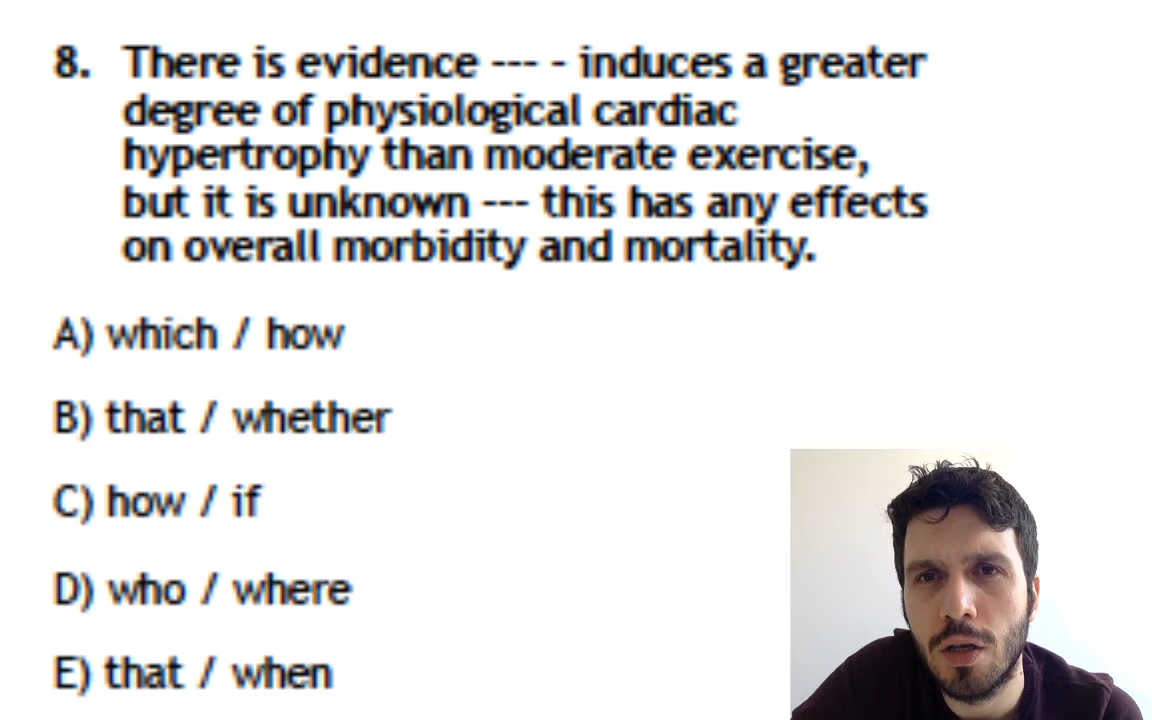 8. There is evidence --- - induces a greater
degree of physiological cardiac
hypertrophy than moderate exercise,
but it is unknown --- this has any effects
on overall morbidity and mortality.
A) which / how
B) that / whether
C) how / if
D) who / where
E) that / when